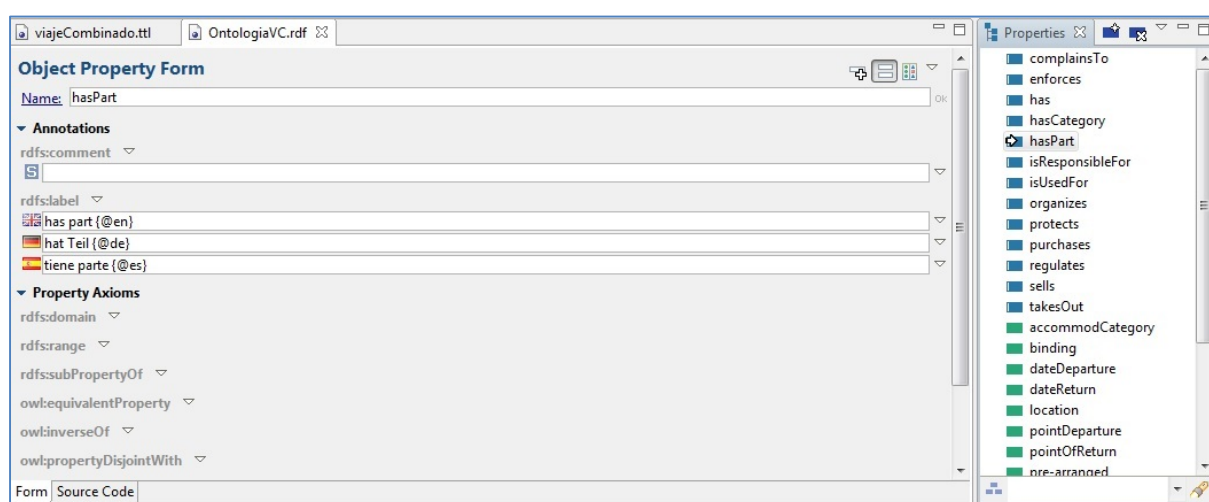 viajeCombinado.ttl
OntologiaVC.rdf
Object Property Form
Name: hasPart
OK
Annotations
rdfs:comment
S
rdfs:label
has part {@en}
hat Teil {@de}
tiene parte {@es}
Property Axioms
rdfs:domain
rdfs:range
rdfs:subPropertyOf
owl:equivalentProperty
owl:inverseOf
owl:propertyDisjointWith
Form Source Code
Properties
complainsTo
enforces
has
hasCategory
hasPart
isResponsibleFor
isUsedFor
organizes
protects
purchases
regulates
sells
takesOut
accommodCategory
binding
dateDeparture
dateReturn
location
pointDeparture
pointOfReturn
pre-arranged